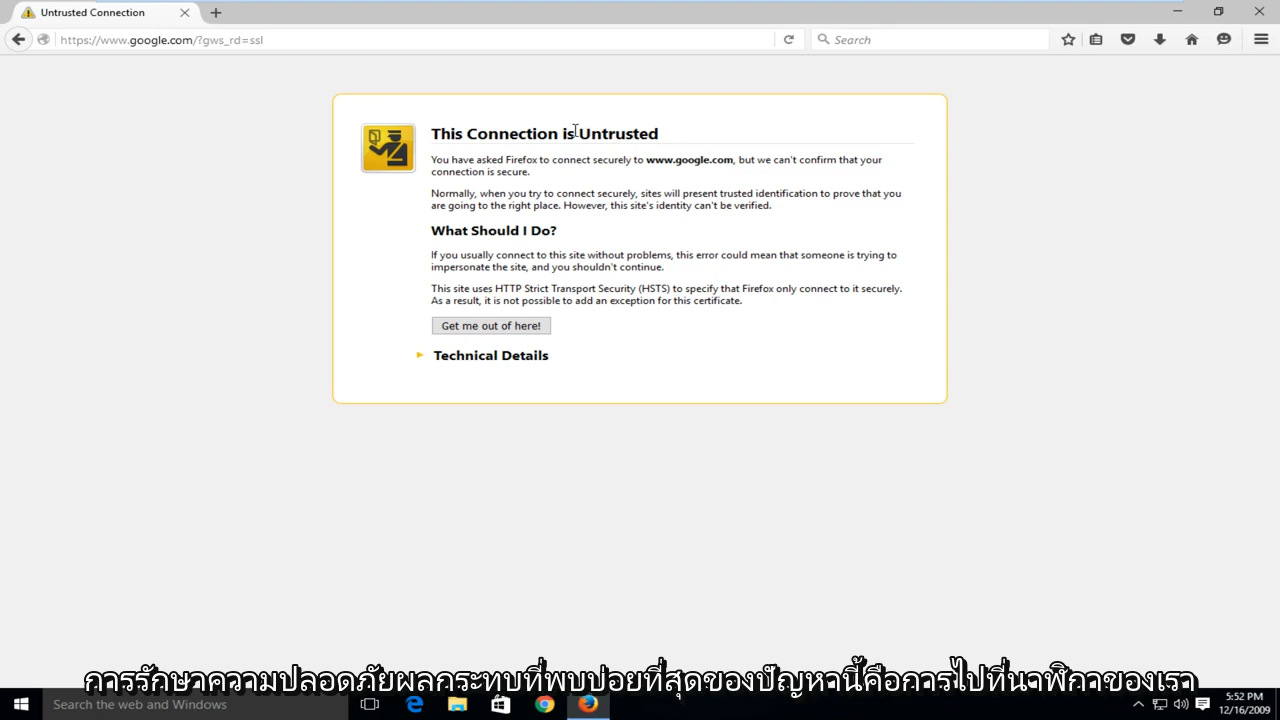 Untrusted Connection
https://www.google.com/?gws_rd=ssl
Search
This Connection is Untrusted
You have asked Firefox to connect securely to www.google.com, but we can't confirm that your
connection is secure.
Normally, when you try to connect securely, sites will present trusted identification to prove that you
are going to the right place. However, this site's identity can't be verified.
What Should I Do?
If you usually connect to this site without problems, this error could mean that someone is trying to
impersonate the site, and you shouldn't continue.
This site uses HTTP Strict Transport Security (HSTS) to specify that Firefox only connect to it securely.
As a result, it is not possible to add an exception for this certificate.
Get me out of here!
Technical Details
การรักษาความปลอดภัยผลกระทบที่พบบ่อยที่สุดของปัญหานี้คือการไปที่นาฬิกาของเรา
Search the web and Windows
5:52 PM
12/16/2009